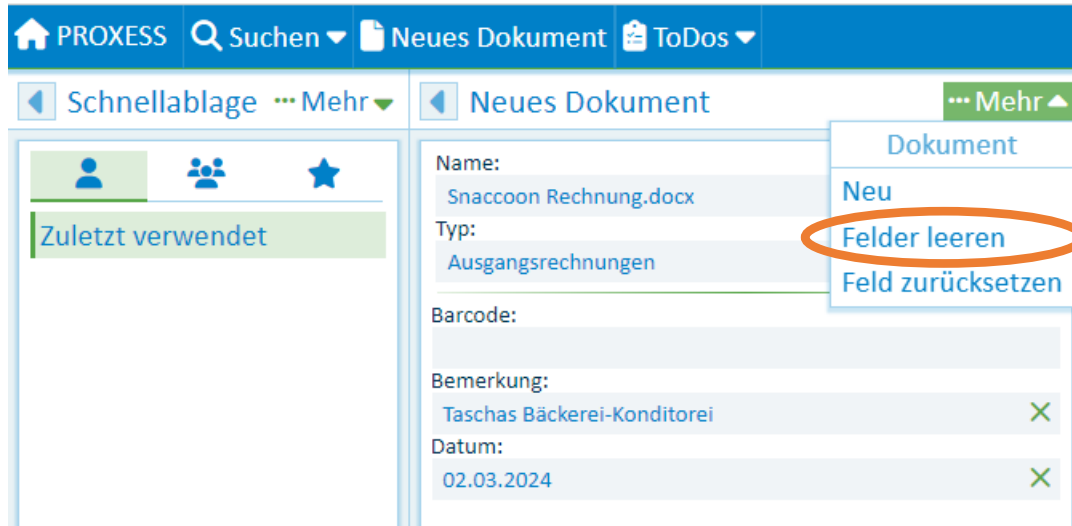 PROXESS Suchen Neues Dokument ToDos
Schnellablage ··· Mehr
Zuletzt verwendet
Neues Dokument ··· Mehr
Dokument
Neu
Felder leeren
Feld zurücksetzen
Name:
Snaccoon Rechnung.docx
Typ:
Ausgangsrechnungen
Barcode:
Bemerkung:
Taschas Bäckerei-Konditorei
Datum:
02.03.2024